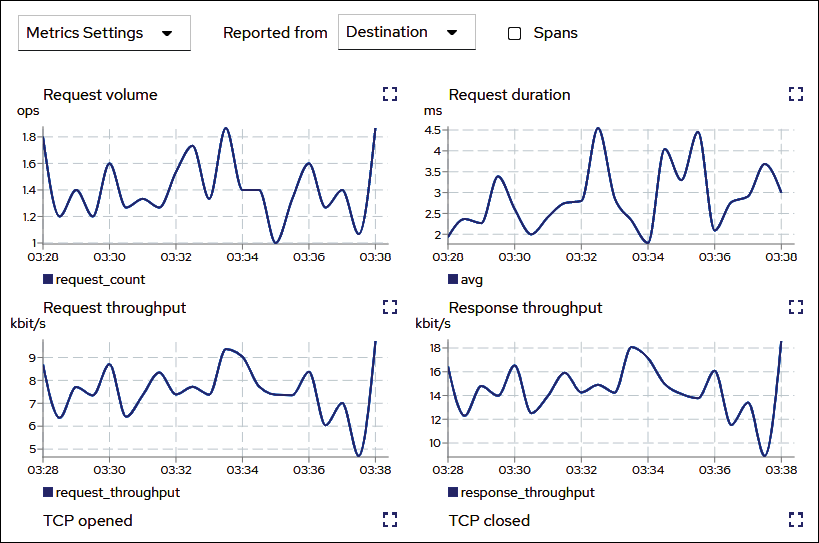 Metrics Settings Reported from Destination Spans
Request volume Request duration
ops ms
1.8 4.5
1.6 4
1.4 3.5
1.2 3
1 2.5
2
03:28 03:30 03:32 03:34 03:36 03:38 03:28 03:30 03:32 03:34 03:36 03:38
request_count avg
Request throughput Response throughput
kbit/s kbit/s
9 18
8 16
7 14
6 12
5 10
03:28 03:30 03:32 03:34 03:36 03:38 03:28 03:30 03:32 03:34 03:36 03:38
request_throughput response_throughput
TCP opened TCP closed